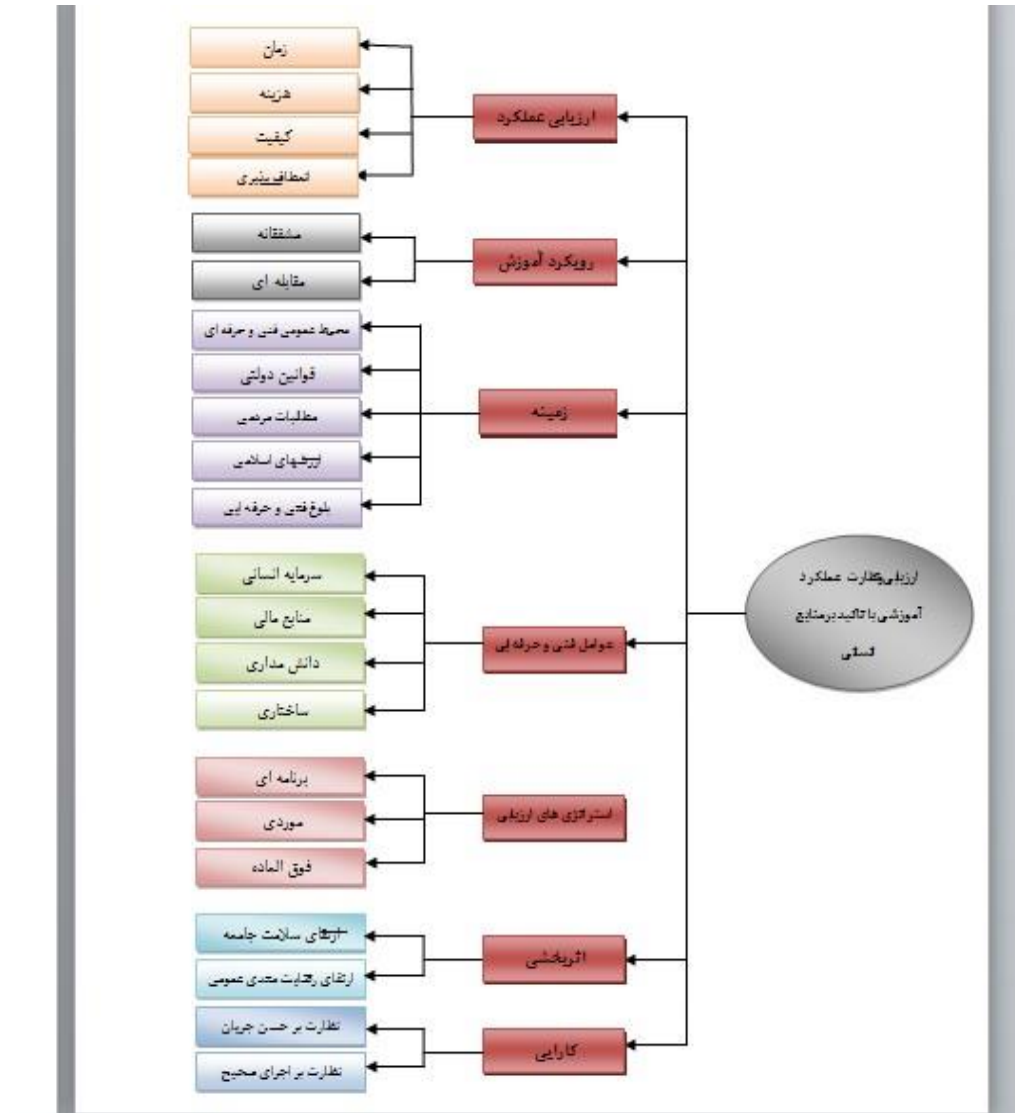 ارزیابی و نظارت عملکرد
آموزشی با تاکید بر منابع
انسانی
ارزیابی عملکرد
زمان
هزینه
کیفیت
انعطاف پذیری
رویکرد آموزش
مشفقانه
مقابله ای
زمینه
محیط عمومی فنی و حرفه ای
قوانین دولتی
مطالبات مردمی
ارزشهای اسلامی
بلوغ فنی و حرفه ایی
عوامل فنی و حرفه ایی
سرمایه انسانی
منابع مالی
دانش مداری
ساختاری
استراتژی های ارزیابی
برنامه ای
موردی
فوق العاده
اثربخشی
ارتقای سلامت جامعه
ارتقای رضایت مندی عمومی
کارایی
نظارت بر حسن جریان
نظارت بر اجرای صحیح